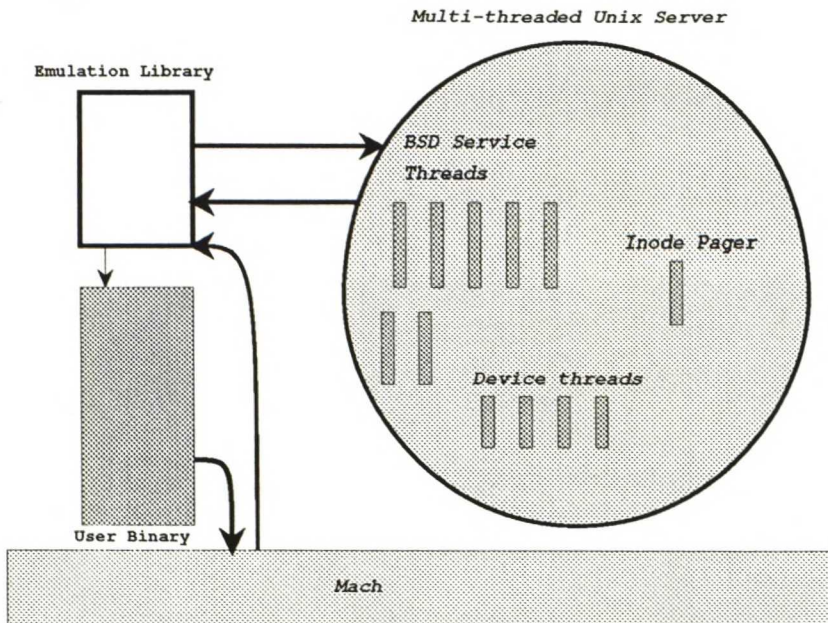 Multi-threaded Unix Server
Emulation Library
BSD Service
Threads
Inode Pager
Device threads
User Binary
Mach